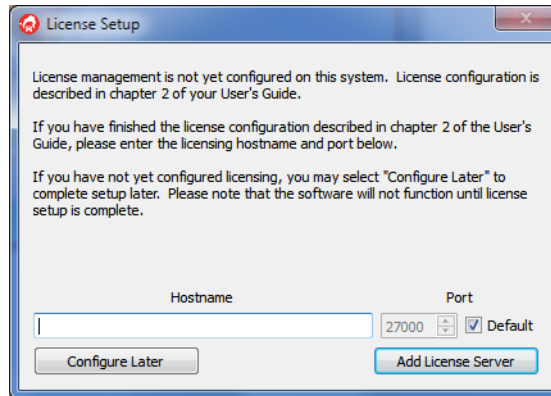 License Setup
License management is not yet configured on this system.  License configuration is
described in chapter 2 of your User's Guide.
If you have finished the license configuration described in chapter 2 of the User's
Guide, please enter the licensing hostname and port below.
If you have not yet configured licensing, you may select "Configure Later" to
complete setup later.  Please note that the software will not function until license
setup is complete.
Hostname Port
27000 Default
Configure Later Add License Server